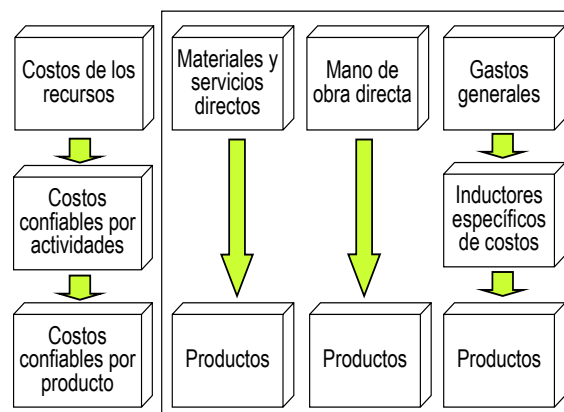 Costos de los
recursos
Materiales y
servicios
directos
Mano de
obra directa
Gastos
generales
Costos
confiables por
actividades
Inductores
específicos
de costos
Costos
confiables por
producto
Productos
Productos
Productos